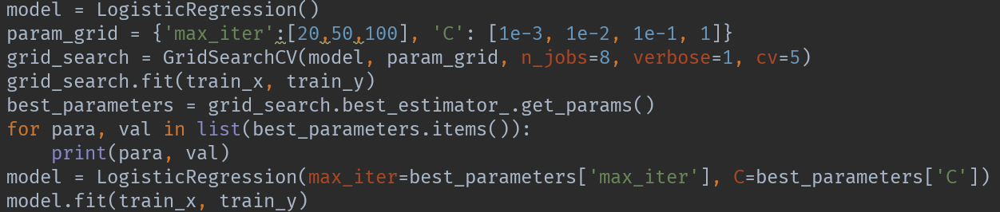 model = LogisticRegression()
param_grid = {'max_iter':[20,50,100], 'C': [1e-3, 1e-2, 1e-1, 1]}
grid_search = GridSearchCV(model, param_grid, n_jobs=8, verbose=1, cv=5)
grid_search.fit(train_x, train_y)
best_parameters = grid_search.best_estimator_.get_params()
for para, val in list(best_parameters.items()):
    print(para, val)
model = LogisticRegression(max_iter=best_parameters['max_iter'], C=best_parameters['C'])
model.fit(train_x, train_y)